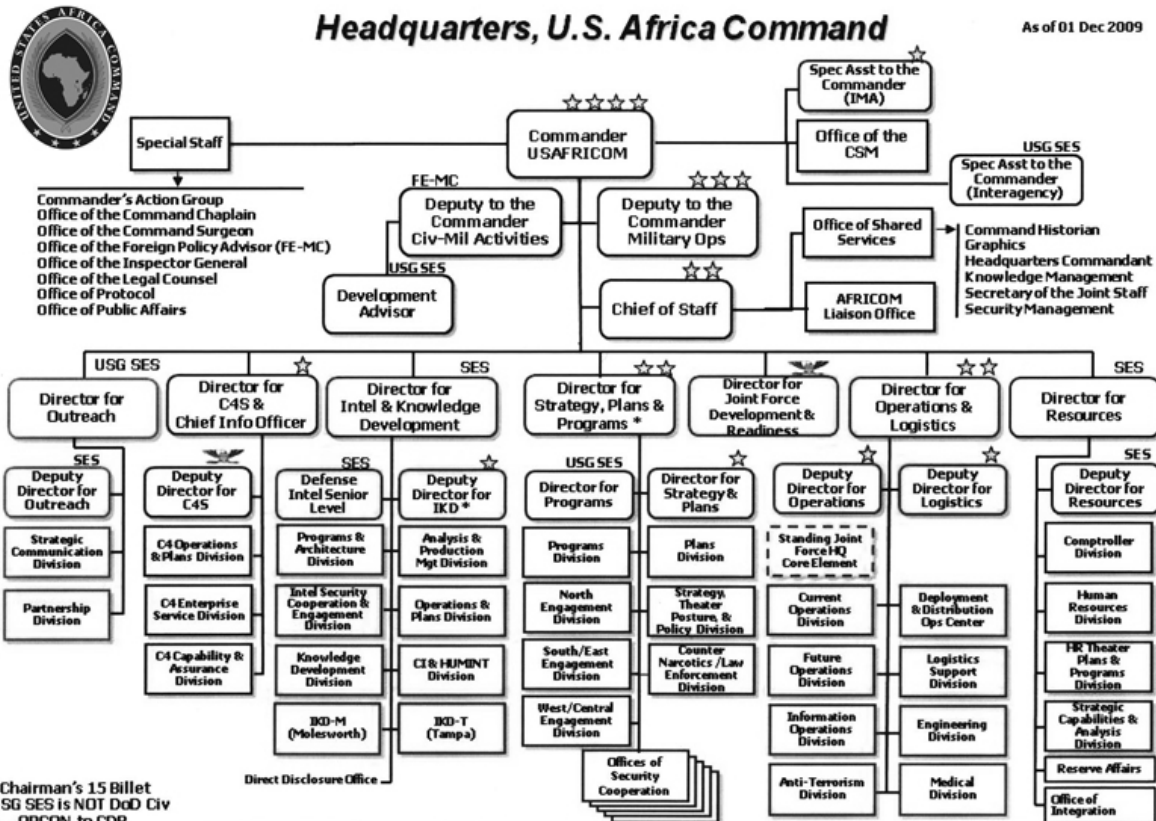 Headquarters, U.S. Africa Command
As of 01 Dec 2009
UNITED STATES AFRICA COMMAND
Spec Asst to the
Commander
(IMA)
Special Staff
Commander
USAFRICOM
Office of the
CSM
USG SES
Spec Asst to the
Commander
(Interagency)
Commander's Action Group
Office of the Command Chaplain
Office of the Command Surgeon
Office of the Foreign Policy Advisor (FE-MC)
Office of the Inspector General
Office of the Legal Counsel
Office of Protocol
Office of Public Affairs
FE-MC
Deputy to the
Commander
Civ-Mil Activities
Deputy to the
Commander
Military Ops
USG SES
Development
Advisor
Chief of Staff
Office of Shared
Services
AFRICOM
Liaison Office
Command Historian
Graphics
Headquarters Commandant
Knowledge Management
Secretary of the Joint Staff
Security Management
USG SES
Director for
Outreach
SES
Deputy
Director for
Outreach
Strategic
Communication
Division
Partnership
Division
Director for
C4S &
Chief Info Officer
Deputy
Director for
C4S
C4 Operations
& Plans Division
C4 Enterprise
Service Division
C4 Capability &
Assurance
Division
SES
Director for
Intel & Knowledge
Development
SES
Defense
Intel Senior
Level
Programs &
Architecture
Division
Intel Security
Cooperation &
Engagement
Division
Knowledge
Development
Division
IKD-M
(Molesworth)
Direct Disclosure Office
Deputy
Director for
IKD *
Analysis &
Production
Mgt Division
Operations &
Plans Division
CI & HUMINT
Division
IKD-T
(Tampa)
Director for
Strategy, Plans &
Programs *
USG SES
Director for
Programs
Programs
Division
North
Engagement
Division
South/East
Engagement
Division
West/Central
Engagement
Division
Director for
Strategy &
Plans
Plans
Division
Strategy,
Theater
Posture, &
Policy Division
Counter
Narcotics /Law
Enforcement
Division
Offices of
Security
Cooperation
Director for
Joint Force
Development &
Readiness
Director for
Operations &
Logistics
Deputy
Director for
Operations
Standing Joint
Force HQ
Core Element
Current
Operations
Division
Future
Operations
Division
Information
Operations
Division
Anti-Terrorism
Division
Deputy
Director for
Logistics
Deployment
& Distribution
Ops Center
Logistics
Support
Division
Engineering
Division
Medical
Division
SES
Director for
Resources
SES
Deputy
Director for
Resources
Comptroller
Division
Human
Resources
Division
HR Theater
Plans &
Programs
Division
Strategic
Capabilities &
Analysis
Division
Reserve Affairs
Office of
Integration
Chairman's 15 Billet
SG SES is NOT DoD Civ